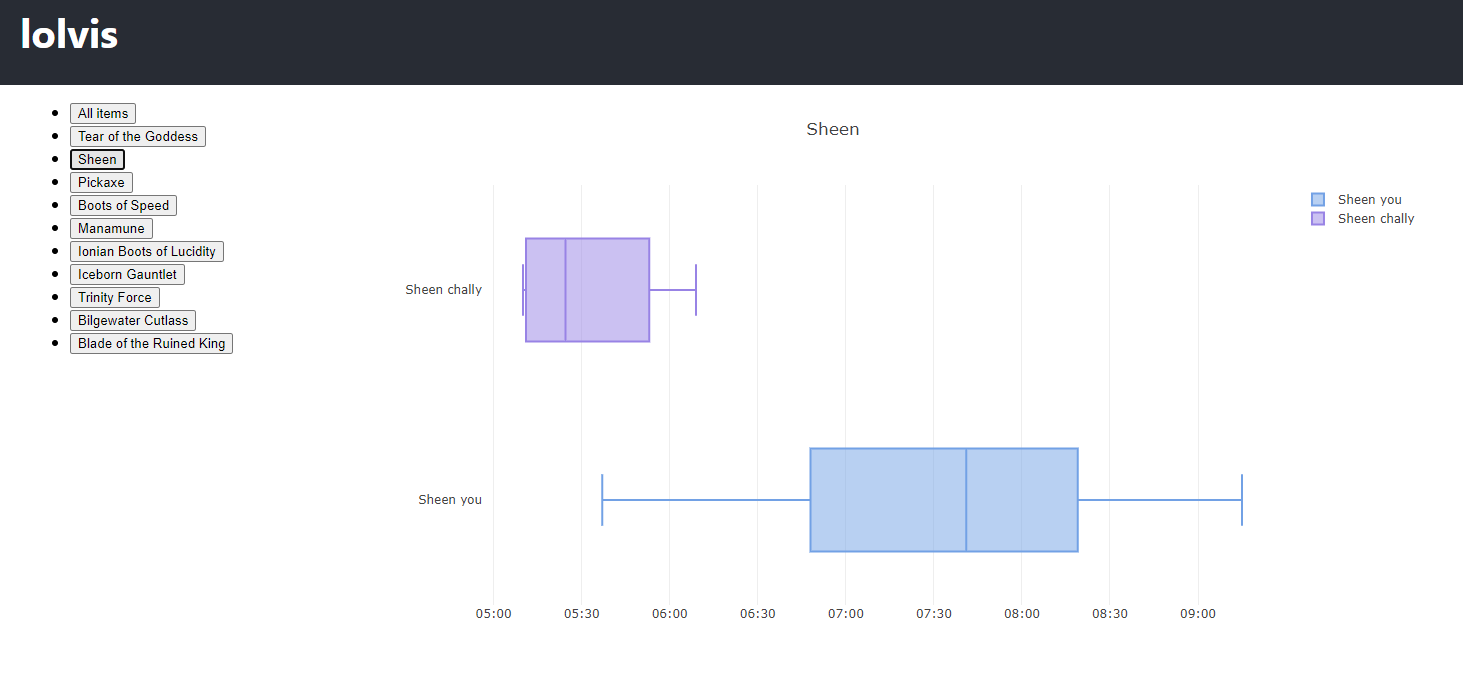 lolvis
All items
Tear of the Goddess
Sheen
Pickaxe
Boots of Speed
Manamune
Ionian Boots of Lucidity
Iceborn Gauntlet
Trinity Force
Bilgewater Cutlass
Blade of the Ruined King
Sheen
Sheen you
Sheen chally
Sheen chally
Sheen you
05:00 05:30 06:00 06:30 07:00 07:30 08:00 08:30 09:00